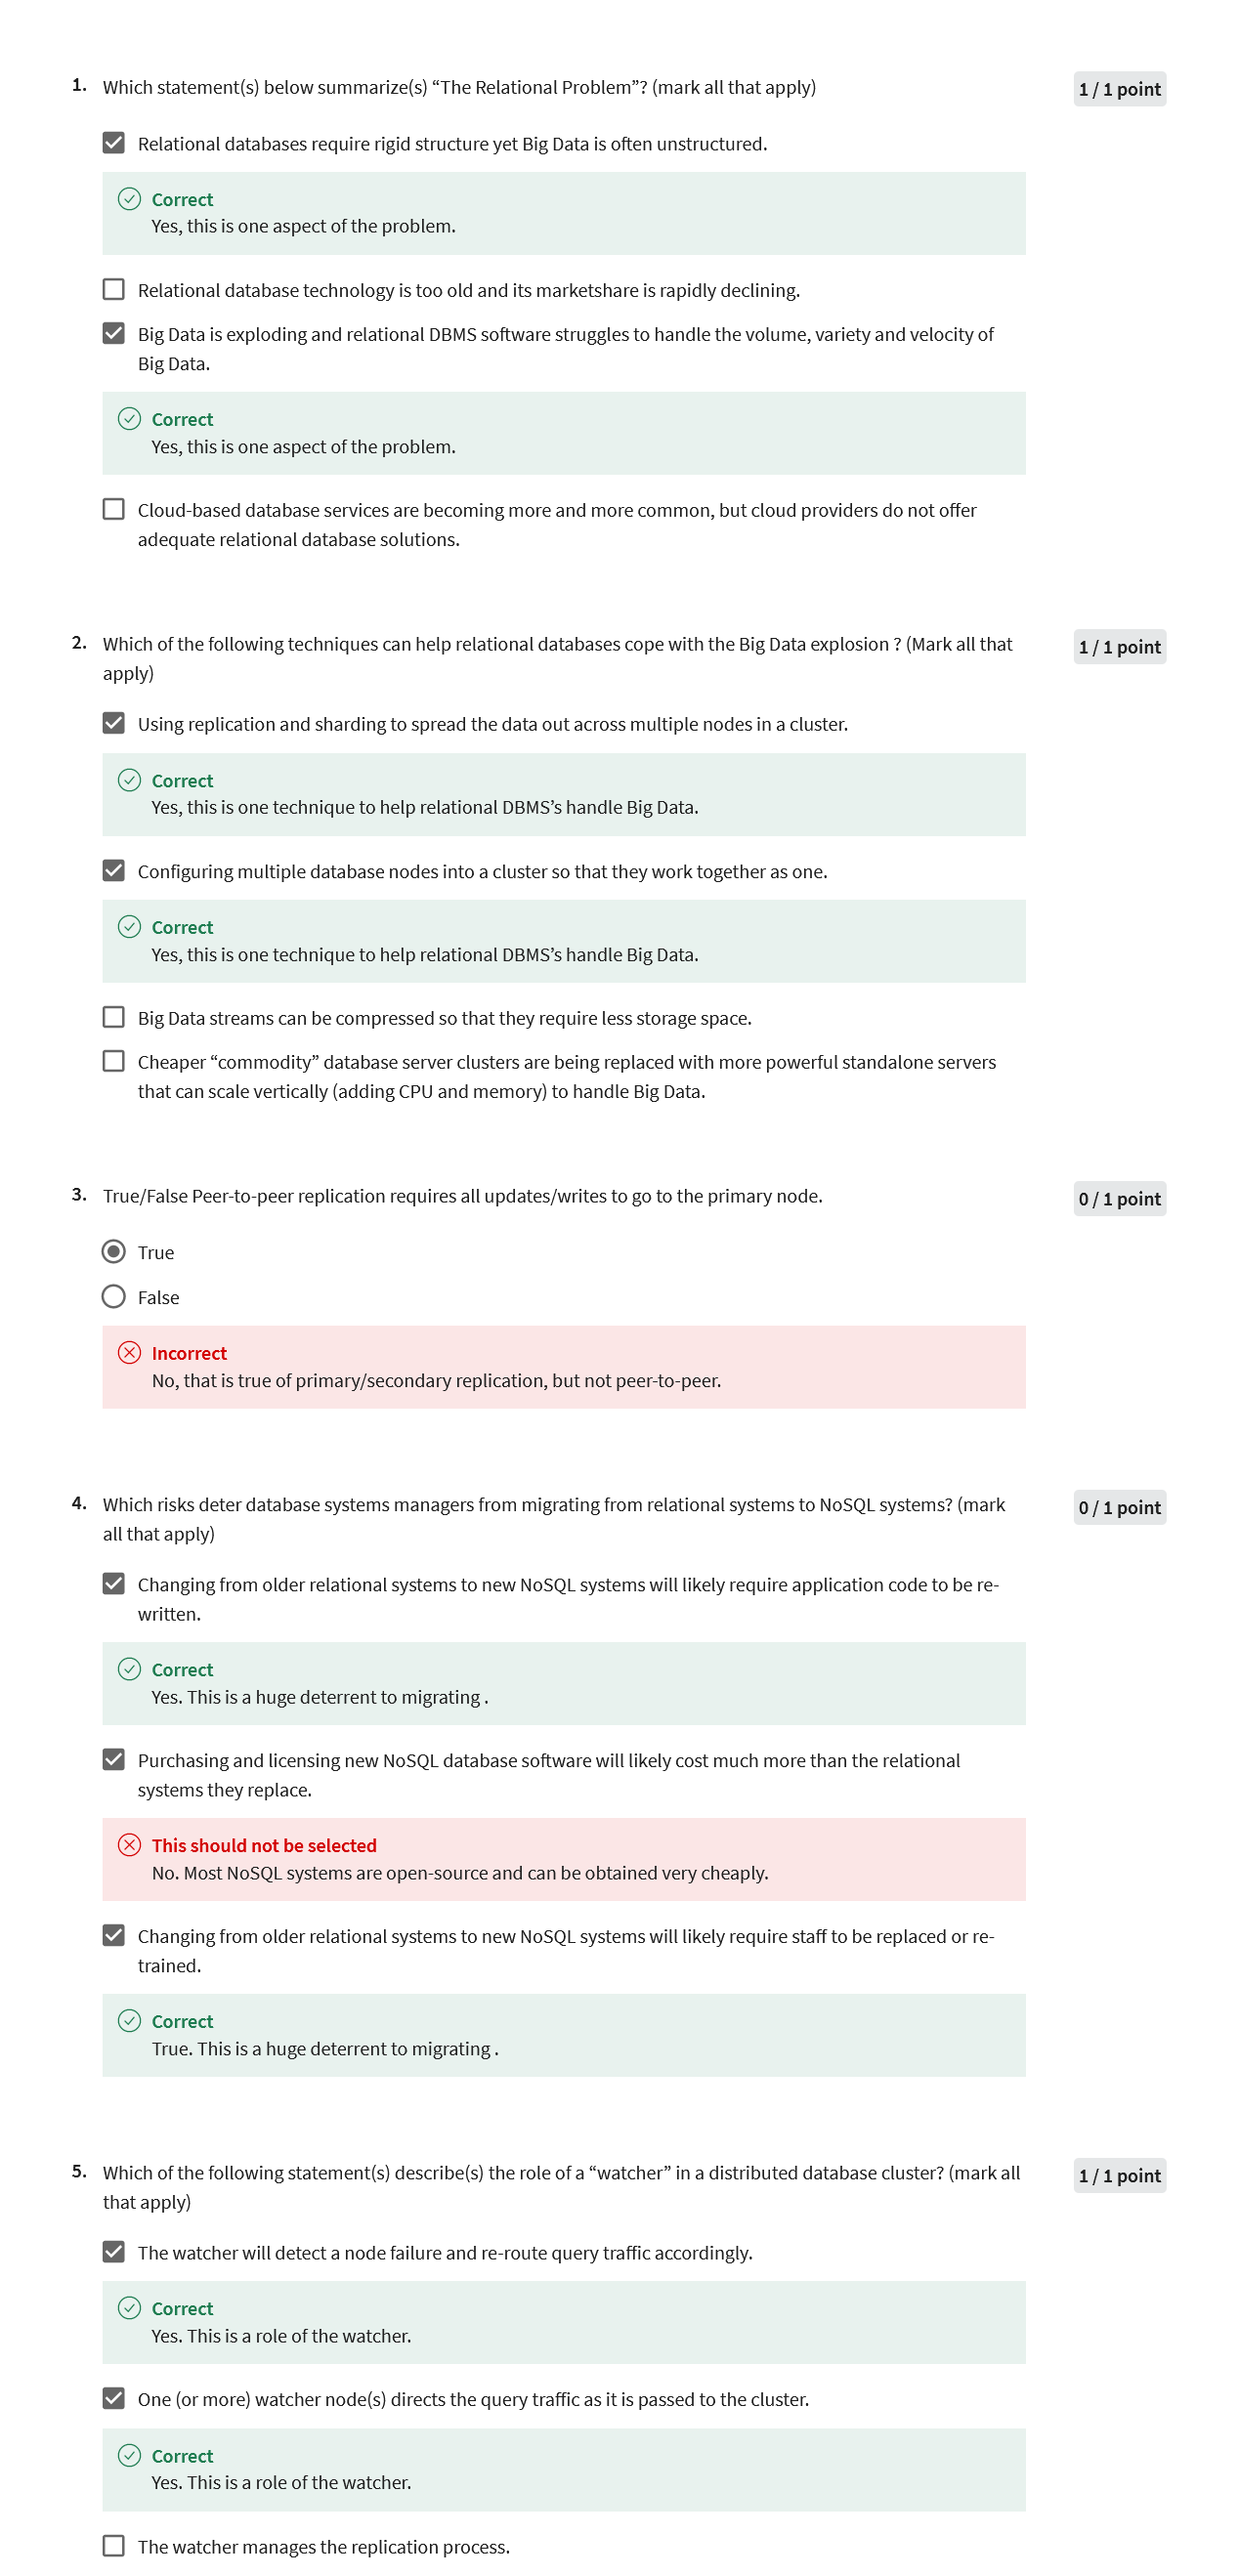 1. Which statement(s) below summarize(s) “The Relational Problem”? (mark all that apply)
1 / 1 point
Relational databases require rigid structure yet Big Data is often unstructured.
Correct
Yes, this is one aspect of the problem.
Relational database technology is too old and its marketshare is rapidly declining.
Big Data is exploding and relational DBMS software struggles to handle the volume, variety and velocity of
Big Data.
Correct
Yes, this is one aspect of the problem.
Cloud-based database services are becoming more and more common, but cloud providers do not offer
adequate relational database solutions.
2. Which of the following techniques can help relational databases cope with the Big Data explosion ? (Mark all that
apply)
1 / 1 point
Using replication and sharding to spread the data out across multiple nodes in a cluster.
Correct
Yes, this is one technique to help relational DBMS’s handle Big Data.
Configuring multiple database nodes into a cluster so that they work together as one.
Correct
Yes, this is one technique to help relational DBMS’s handle Big Data.
Big Data streams can be compressed so that they require less storage space.
Cheaper “commodity” database server clusters are being replaced with more powerful standalone servers
that can scale vertically (adding CPU and memory) to handle Big Data.
3. True/False Peer-to-peer replication requires all updates/writes to go to the primary node.
0 / 1 point
True
False
Incorrect
No, that is true of primary/secondary replication, but not peer-to-peer.
4. Which risks deter database systems managers from migrating from relational systems to NoSQL systems? (mark
all that apply)
0 / 1 point
Changing from older relational systems to new NoSQL systems will likely require application code to be re-
written.
Correct
Yes. This is a huge deterrent to migrating .
Purchasing and licensing new NoSQL database software will likely cost much more than the relational
systems they replace.
This should not be selected
No. Most NoSQL systems are open-source and can be obtained very cheaply.
Changing from older relational systems to new NoSQL systems will likely require staff to be replaced or re-
trained.
Correct
True. This is a huge deterrent to migrating .
5. Which of the following statement(s) describe(s) the role of a “watcher” in a distributed database cluster? (mark all
that apply)
1 / 1 point
The watcher will detect a node failure and re-route query traffic accordingly.
Correct
Yes. This is a role of the watcher.
One (or more) watcher node(s) directs the query traffic as it is passed to the cluster.
Correct
Yes. This is a role of the watcher.
The watcher manages the replication process.